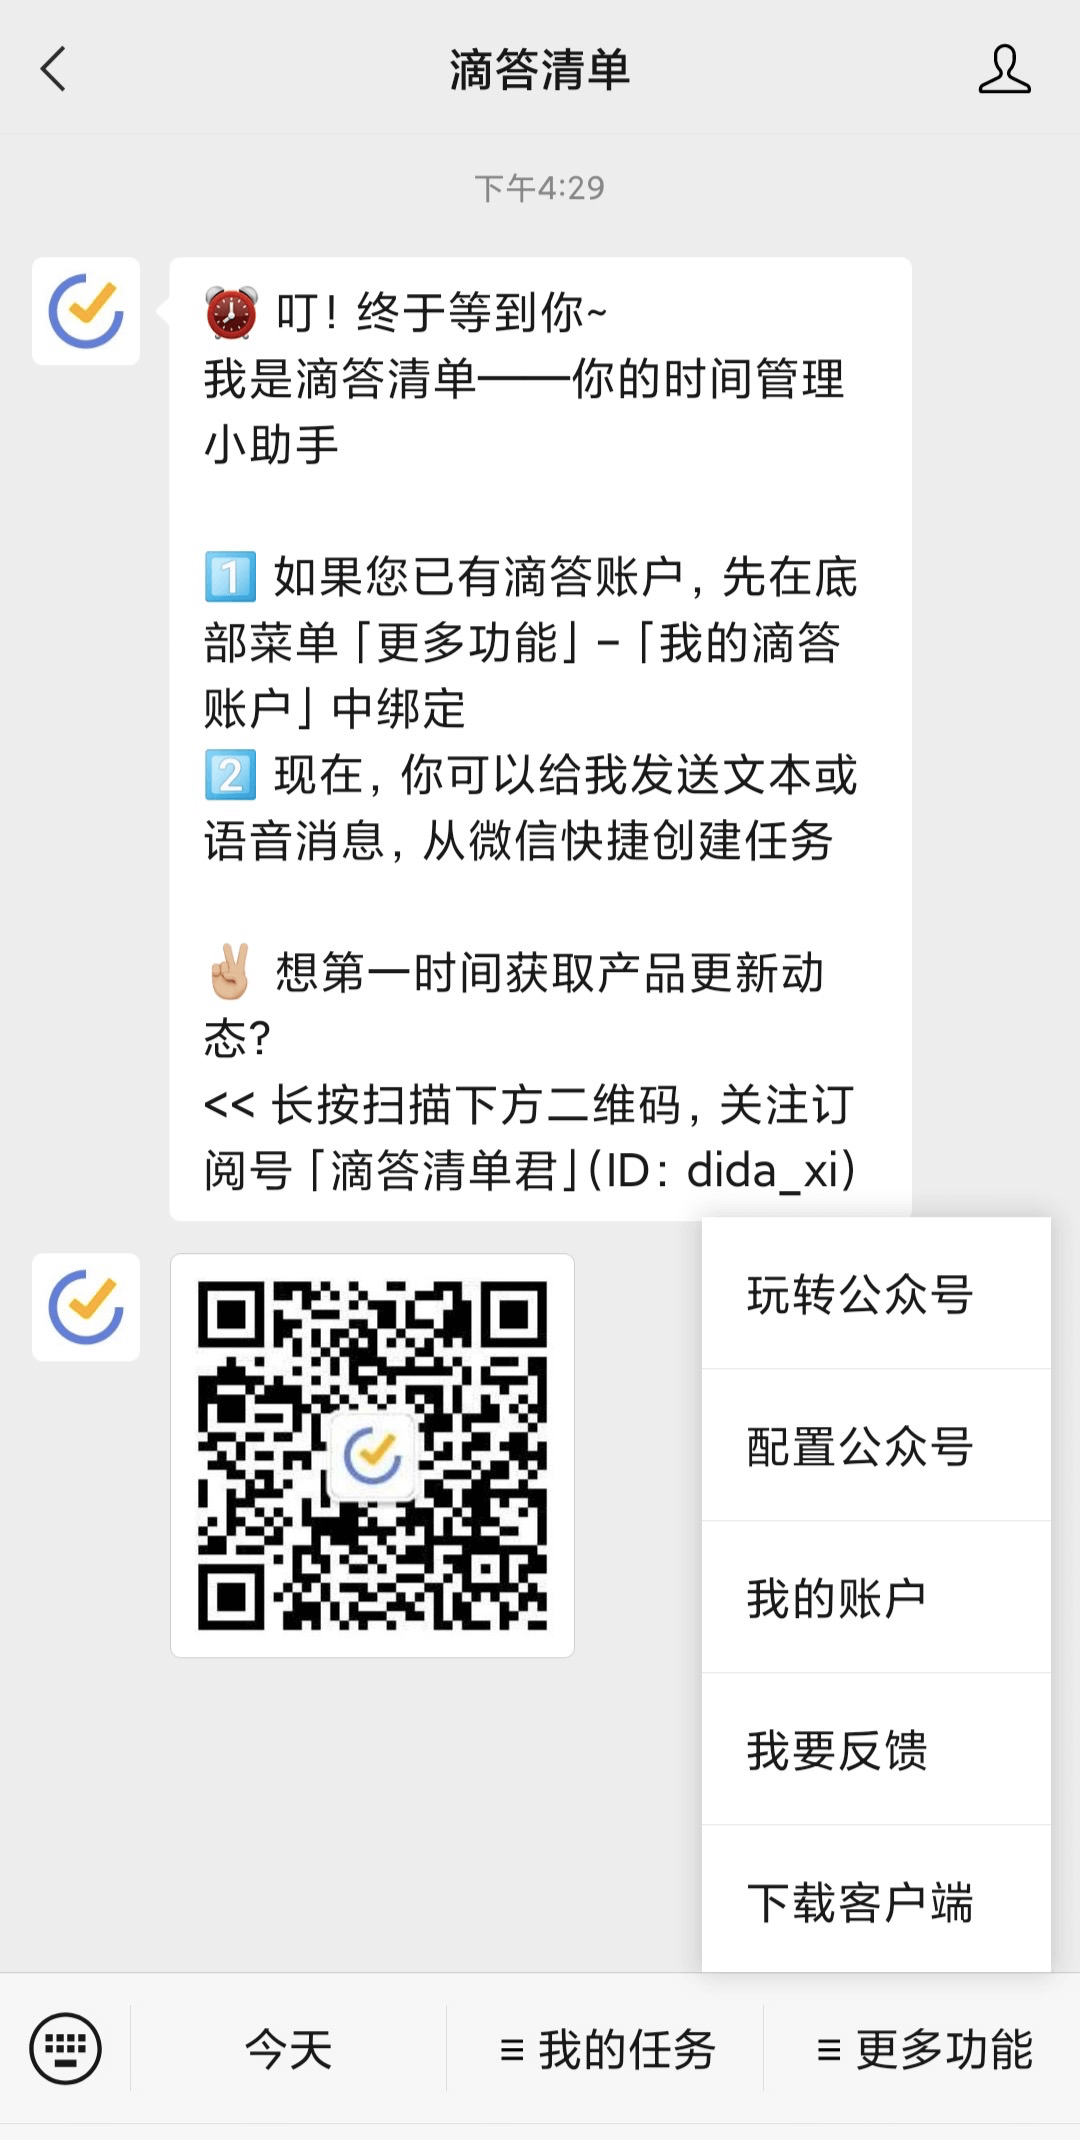 滴答清单
下午4:29
⏰ 叮！终于等到你~
我是滴答清单——你的时间管理
小助手
1️⃣ 如果您已有滴答账户，先在底
部菜单「更多功能」-「我的滴答
账户」中绑定
2️⃣ 现在，你可以给我发送文本或
语音消息，从微信快捷创建任务
✌🏼 想第一时间获取产品更新动
态？
<< 长按扫描下方二维码，关注订
阅号「滴答清单君」（ID：dida_xi）
玩转公众号
配置公众号
我的账户
我要反馈
下载客户端
今天
≡ 我的任务
≡ 更多功能